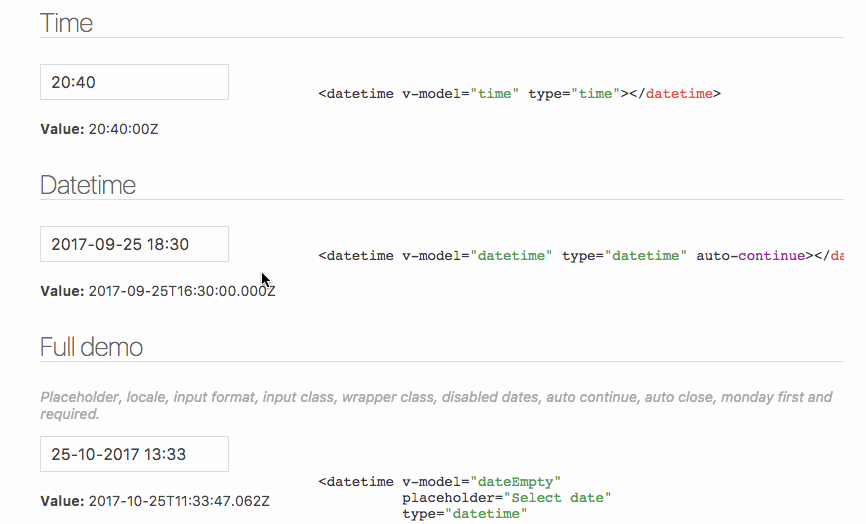 Time
20:40
<datetime v-model="time" type="time"></datetime>
Value: 20:40:00Z
Datetime
2017-09-25 18:30
<datetime v-model="datetime" type="datetime" auto-continue></da
Value: 2017-09-25T16:30:00.000Z
Full demo
Placeholder, locale, input format, input class, wrapper class, disabled dates, auto continue, auto close, monday first and
required.
25-10-2017 13:33
<datetime v-model="dateEmpty"
Value: 2017-10-25T11:33:47.062Z
placeholder="Select date"
type="datetime"